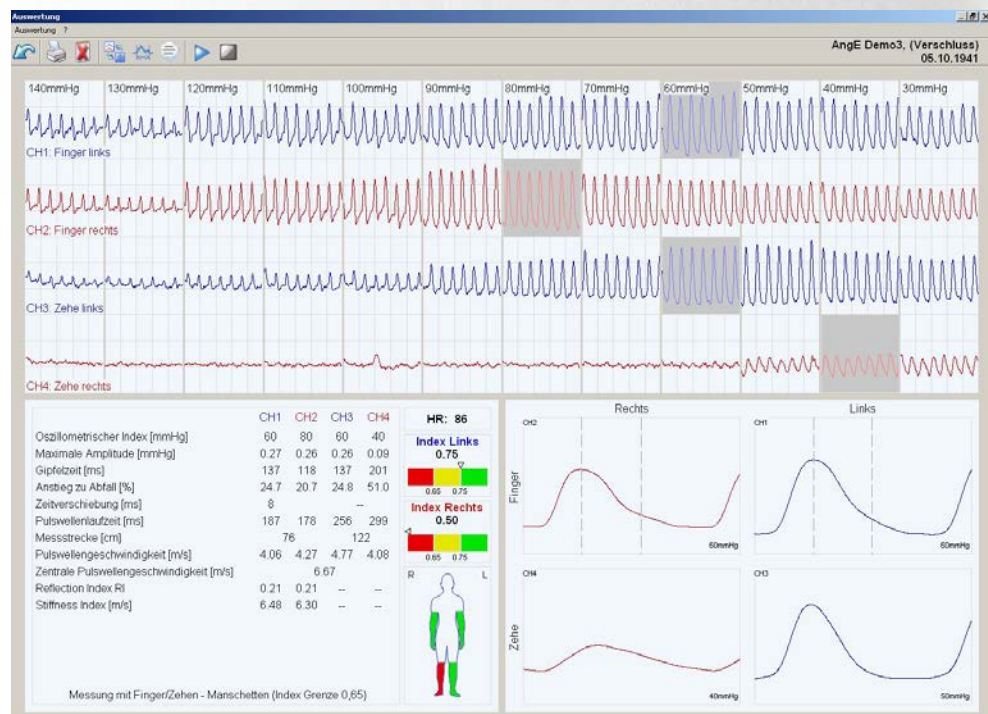 Auswertung
Auswertung ?
AngE Demo3, (Verschluss)
05.10.1941
140mmHg 130mmHg 120mmHg 110mmHg 100mmHg 90mmHg 80mmHg 70mmHg 60mmHg 50mmHg 40mmHg 30mmHg
CH1: Finger links
CH2: Finger rechts
CH3: Zehe links
CH4: Zehe rechts
CH1 CH2 CH3 CH4
Oszillometrischer Index [mmHg] 60 80 60 40
Maximale Amplitude [mmHg] 0.27 0.26 0.26 0.09
Gipfelzeit [ms] 137 118 137 201
Anstieg zu Abfall [%] 24.7 20.7 24.8 51.0
Zeitverschiebung [ms] 8 --
Pulswellenlaufzeit [ms] 187 178 256 299
Messstrecke [cm] 76 122
Pulswellengeschwindigkeit [m/s] 4.06 4.27 4.77 4.08
Zentrale Pulswellengeschwindigkeit [m/s] 6.67
Reflection Index RI 0.21 0.21 -- --
Stiffness Index [m/s] 6.48 6.30 -- --
Messung mit Finger/Zehen - Manschetten (Index Grenze 0,65)
HR: 86
Index Links
0.75
0.65 0.75
Index Rechts
0.50
0.65 0.75
R L
Rechts Links
Finger
CH2 CH1
60mmHg 60mmHg
Zehe
CH4 CH3
40mmHg 50mmHg